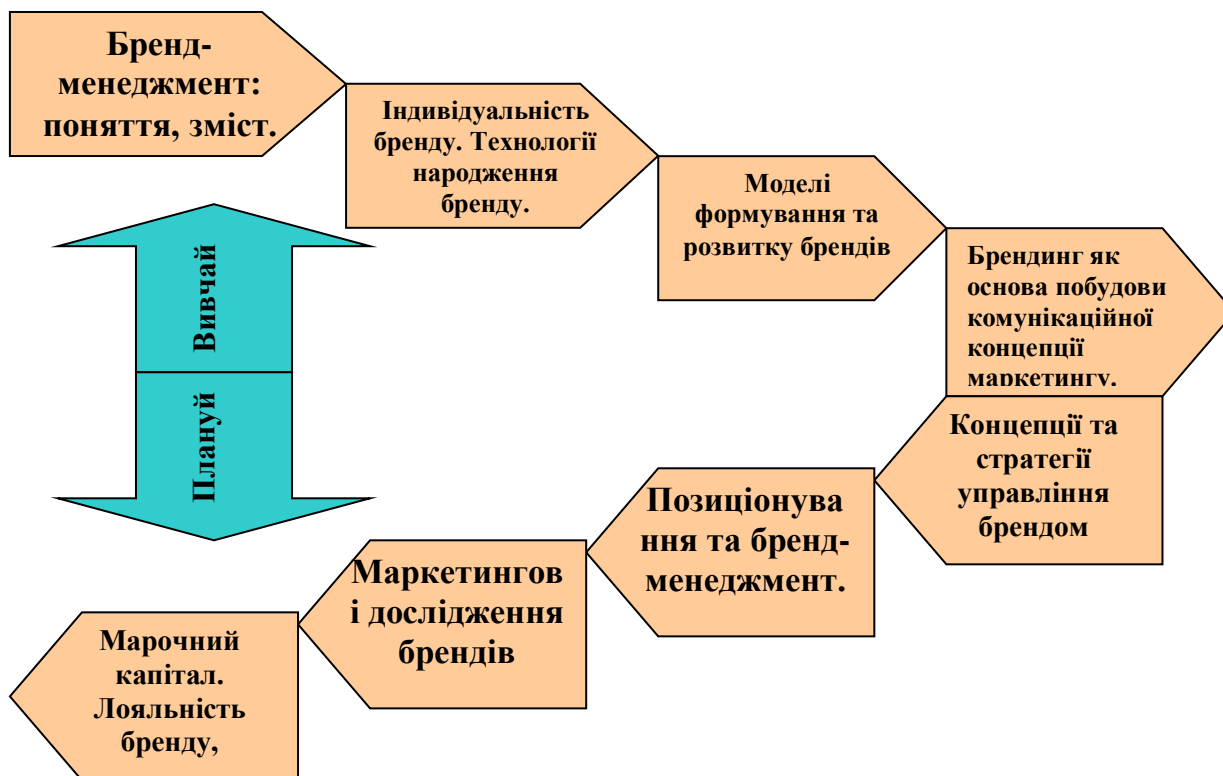 Бренд-
менеджмент:
поняття, зміст.
Індивідуальність
бренду. Технології
народження
бренду.
Моделі
формування та
розвитку брендів
Брендинг як
основа побудови
комунікаційної
концепції
маркетингу.
Вивчай
Плануй
Концепції та
стратегії
управління
брендом
Позиціонува
ння та бренд-
менеджмент.
Маркетингов
і дослідження
брендів
Марочний
капітал.
Лояльність
бренду,